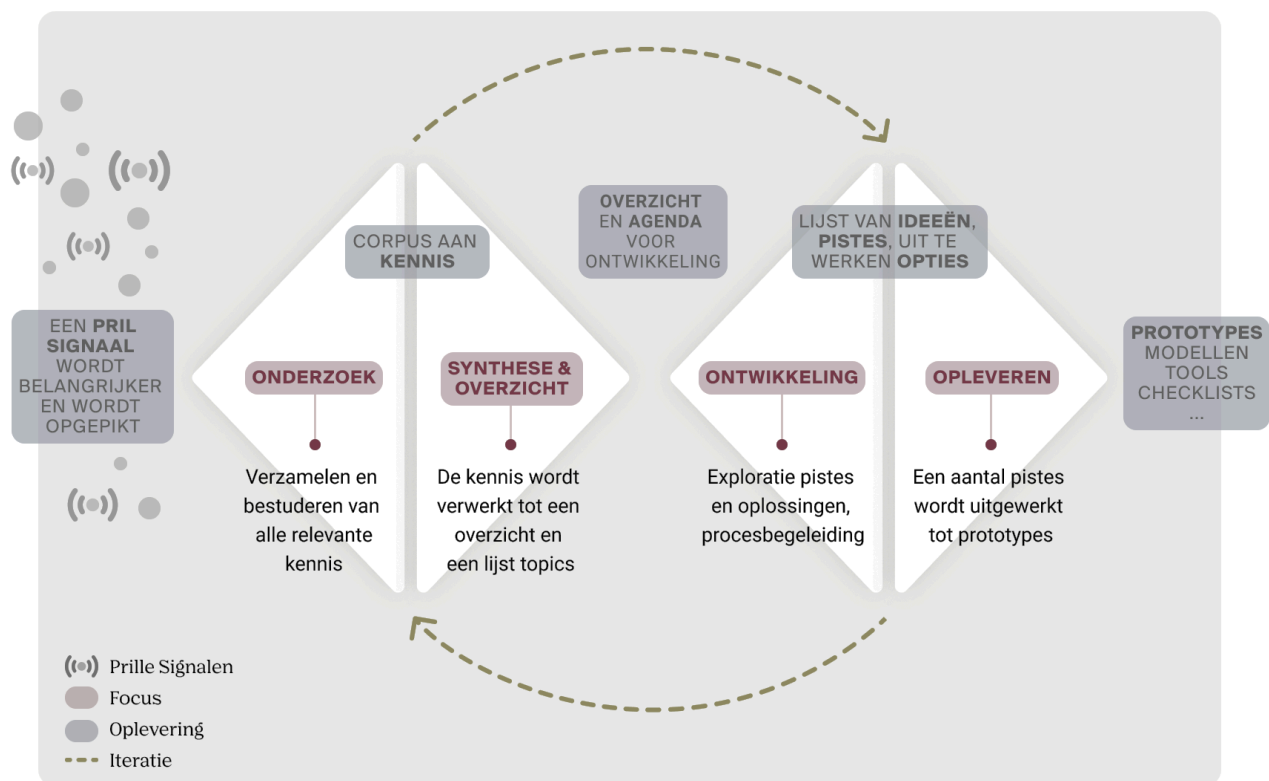 EEN PRIL
SIGNAAL
WORDT
BELANGRIJKER
EN WORDT
OPGEPIKT
CORPUS AAN
KENNIS
OVERZICHT
EN AGENDA
VOOR
ONTWIKKELING
LIJST VAN IDEEËN,
PISTES, UIT TE
WERKEN OPTIES
PROTOTYPES
MODELLEN
TOOLS
CHECKLISTS
...
ONDERZOEK
Verzamelen en
bestuderen van
alle relevante
kennis
SYNTHESE &
OVERZICHT
De kennis wordt
verwerkt tot een
overzicht en
een lijst topics
ONTWIKKELING
Exploratie pistes
en oplossingen,
procesbegeleiding
OPLEVEREN
Een aantal pistes
wordt uitgewerkt
tot prototypes
Prille Signalen
Focus
Oplevering
Iteratie